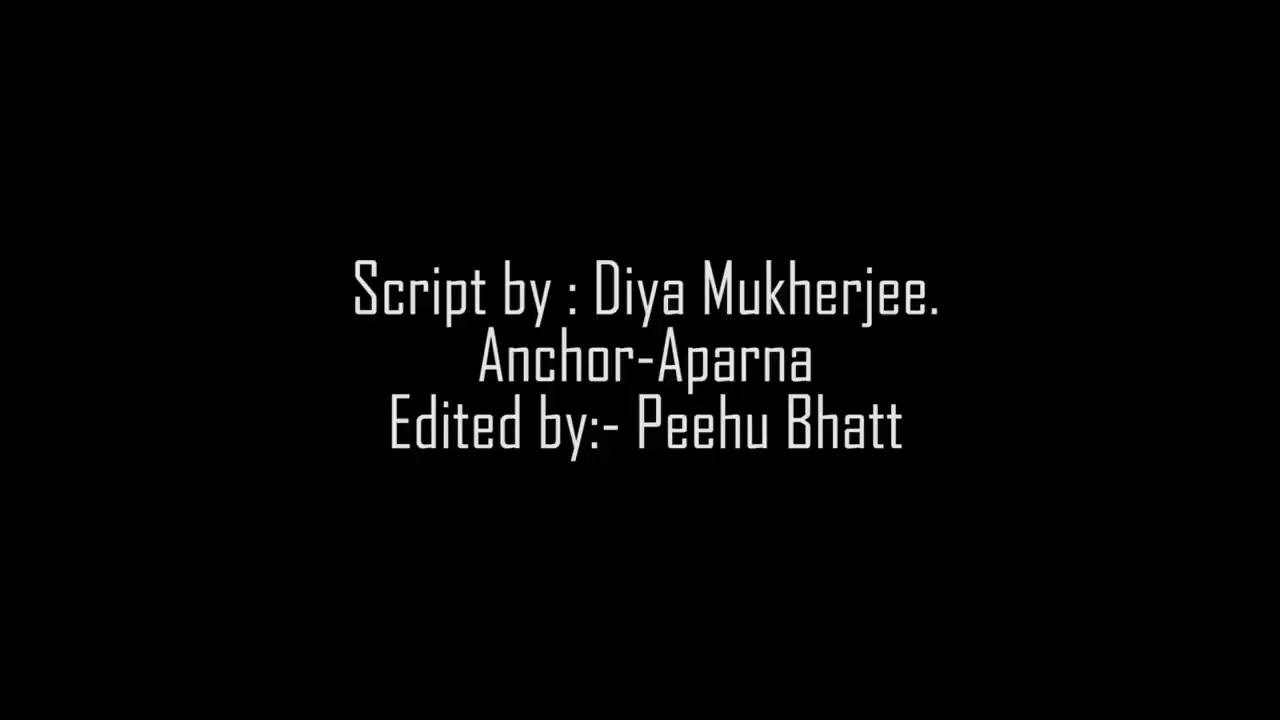 Script by : Diya Mukherjee.
Anchor-Aparna
Edited by:- Peehu Bhatt